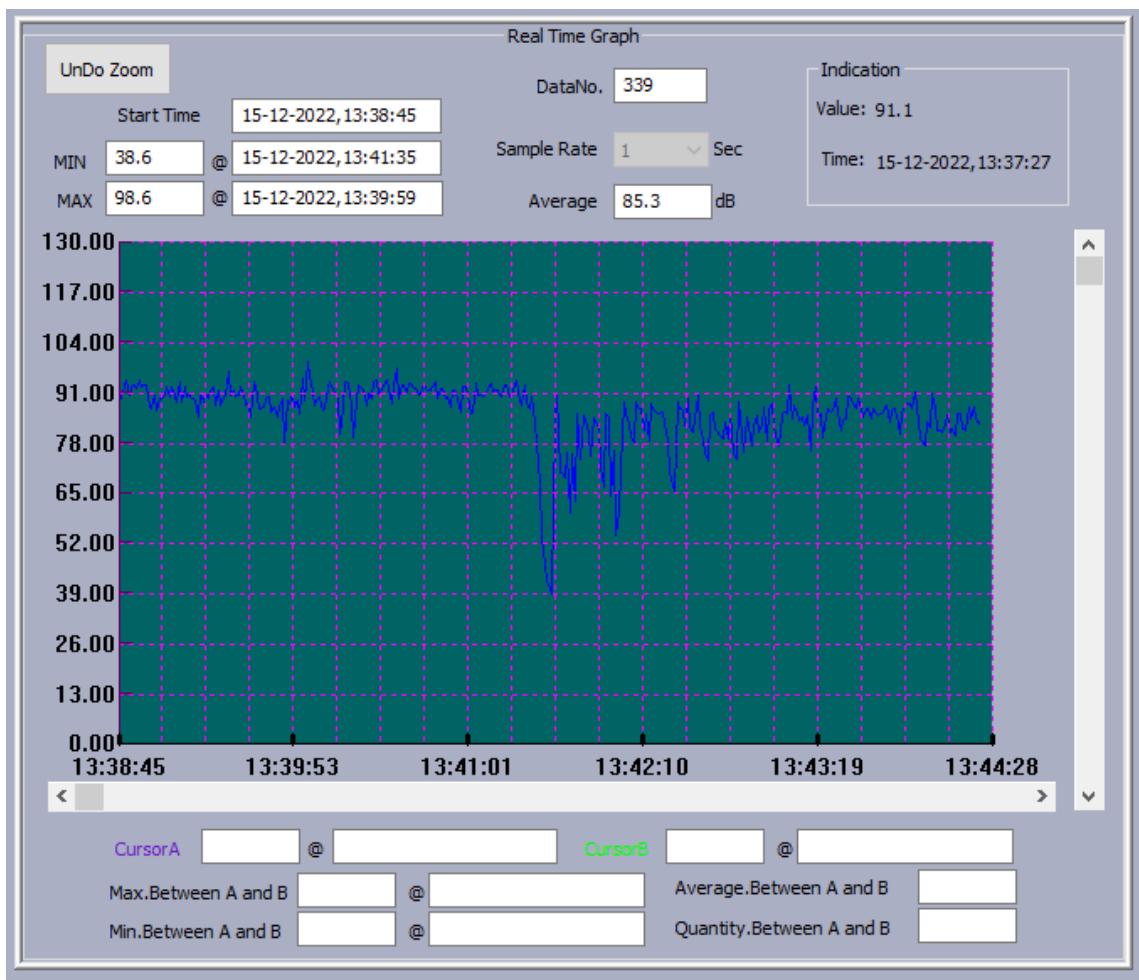 Real Time Graph
UnDo Zoom
DataNo. 339
Indication
Value: 91.1
Time: 15-12-2022,13:37:27
Start Time 15-12-2022,13:38:45
Sample Rate 1 Sec
MIN 38.6 @ 15-12-2022,13:41:35
MAX 98.6 @ 15-12-2022,13:39:59
Average 85.3 dB
130.00
117.00
104.00
91.00
78.00
65.00
52.00
39.00
26.00
13.00
0.00
13:38:45 13:39:53 13:41:01 13:42:10 13:43:19 13:44:28
CursorA @ CursorB @
Max.Between A and B @ Average.Between A and B
Min.Between A and B @ Quantity.Between A and B